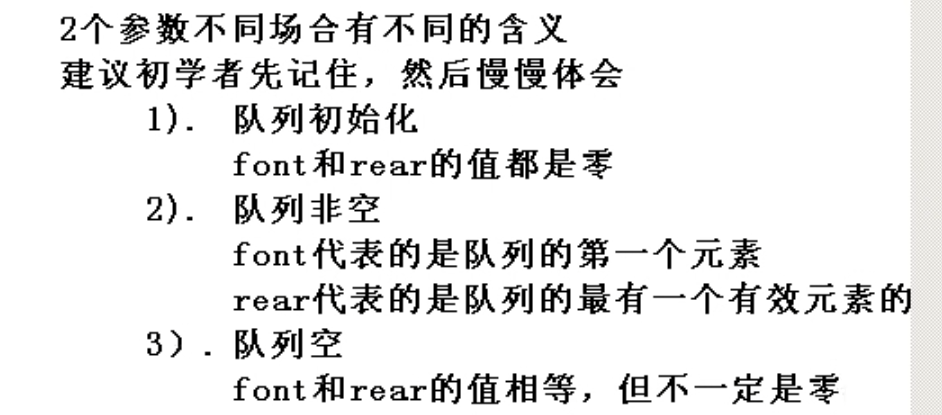 2个参数不同场合有不同的含义
建议初学者先记住，然后慢慢体会
1). 队列初始化
font和rear的值都是零
2). 队列非空
font代表的是队列的第一个元素
rear代表的是队列的最有一个有效元素的
3）. 队列空
font和rear的值相等，但不一定是零